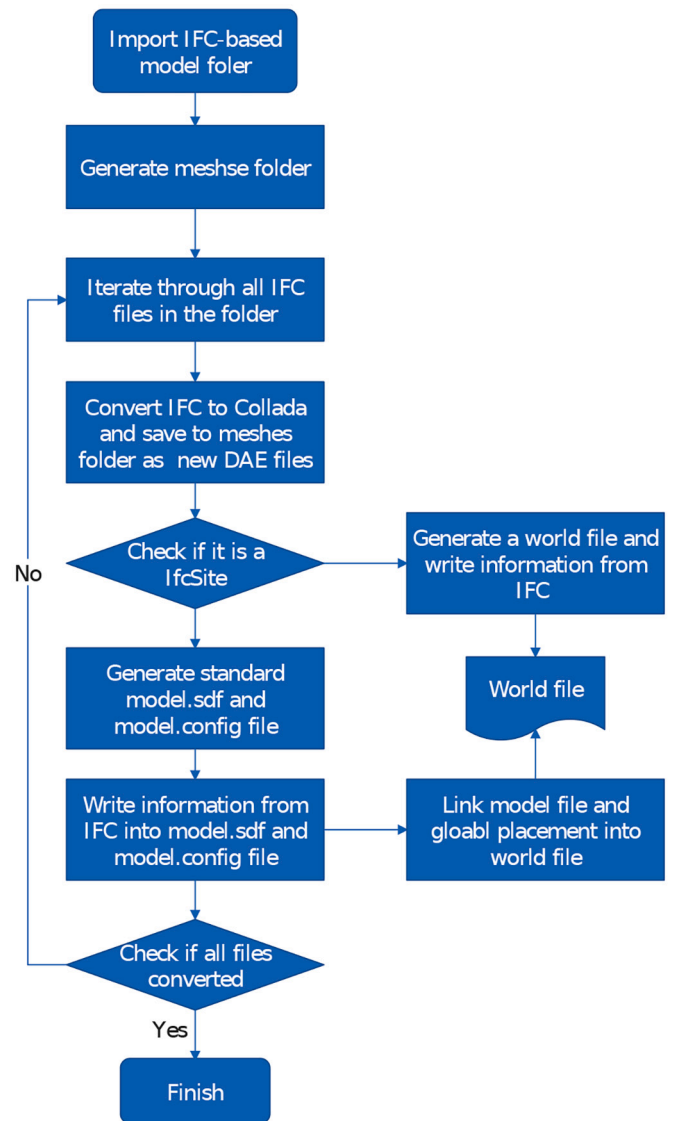 Import IFC-based
model foler
Generate meshse folder
Iterate through all IFC
files in the folder
Convert IFC to Collada
and save to meshes
folder as  new DAE files
Check if it is a
IfcSite
Generate a world file and
write information from
IFC
No
Generate standard
model.sdf and
model.config file
World file
Write information from
IFC into model.sdf and
model.config file
Link model file and
gloabl placement into
world file
Check if all files
converted
Yes
Finish